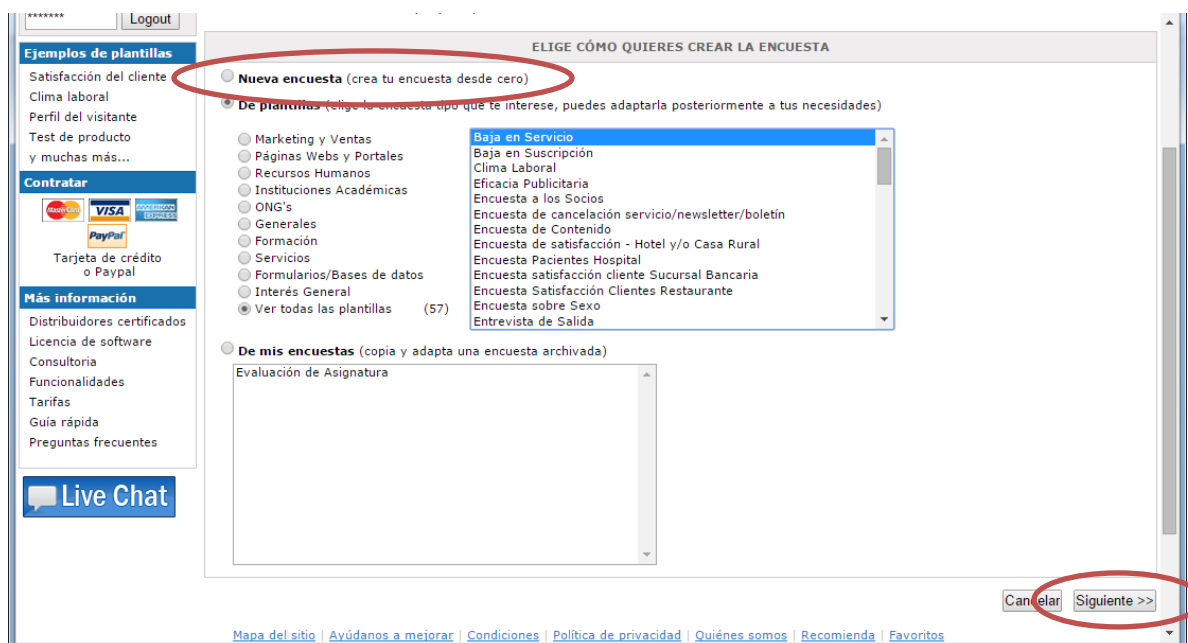 *******
Logout
Ejemplos de plantillas
Satisfacción del cliente
Clima laboral
Perfil del visitante
Test de producto
y muchas más...
Contratar
MasterCard VISA AMERICAN EXPRESS
PayPal
Tarjeta de crédito
o Paypal
Más información
Distribuidores certificados
Licencia de software
Consultoria
Funcionalidades
Tarifas
Guía rápida
Preguntas frecuentes
Live Chat
ELIGE CÓMO QUIERES CREAR LA ENCUESTA
Nueva encuesta (crea tu encuesta desde cero)
De plantillas (elige la encuesta tipo que te interese, puedes adaptarla posteriormente a tus necesidades)
Marketing y Ventas
Páginas Webs y Portales
Recursos Humanos
Instituciones Académicas
ONG's
Generales
Formación
Servicios
Formularios/Bases de datos
Interés General
Ver todas las plantillas (57)
Baja en Servicio
Baja en Suscripción
Clima Laboral
Eficacia Publicitaria
Encuesta a los Socios
Encuesta de cancelación servicio/newsletter/boletín
Encuesta de Contenido
Encuesta de satisfacción - Hotel y/o Casa Rural
Encuesta Pacientes Hospital
Encuesta satisfacción cliente Sucursal Bancaria
Encuesta Satisfacción Clientes Restaurante
Encuesta sobre Sexo
Entrevista de Salida
De mis encuestas (copia y adapta una encuesta archivada)
Evaluación de Asignatura
Cancelar
Siguiente >>
Mapa del sitio | Ayúdanos a mejorar | Condiciones | Política de privacidad | Quiénes somos | Recomienda | Favoritos